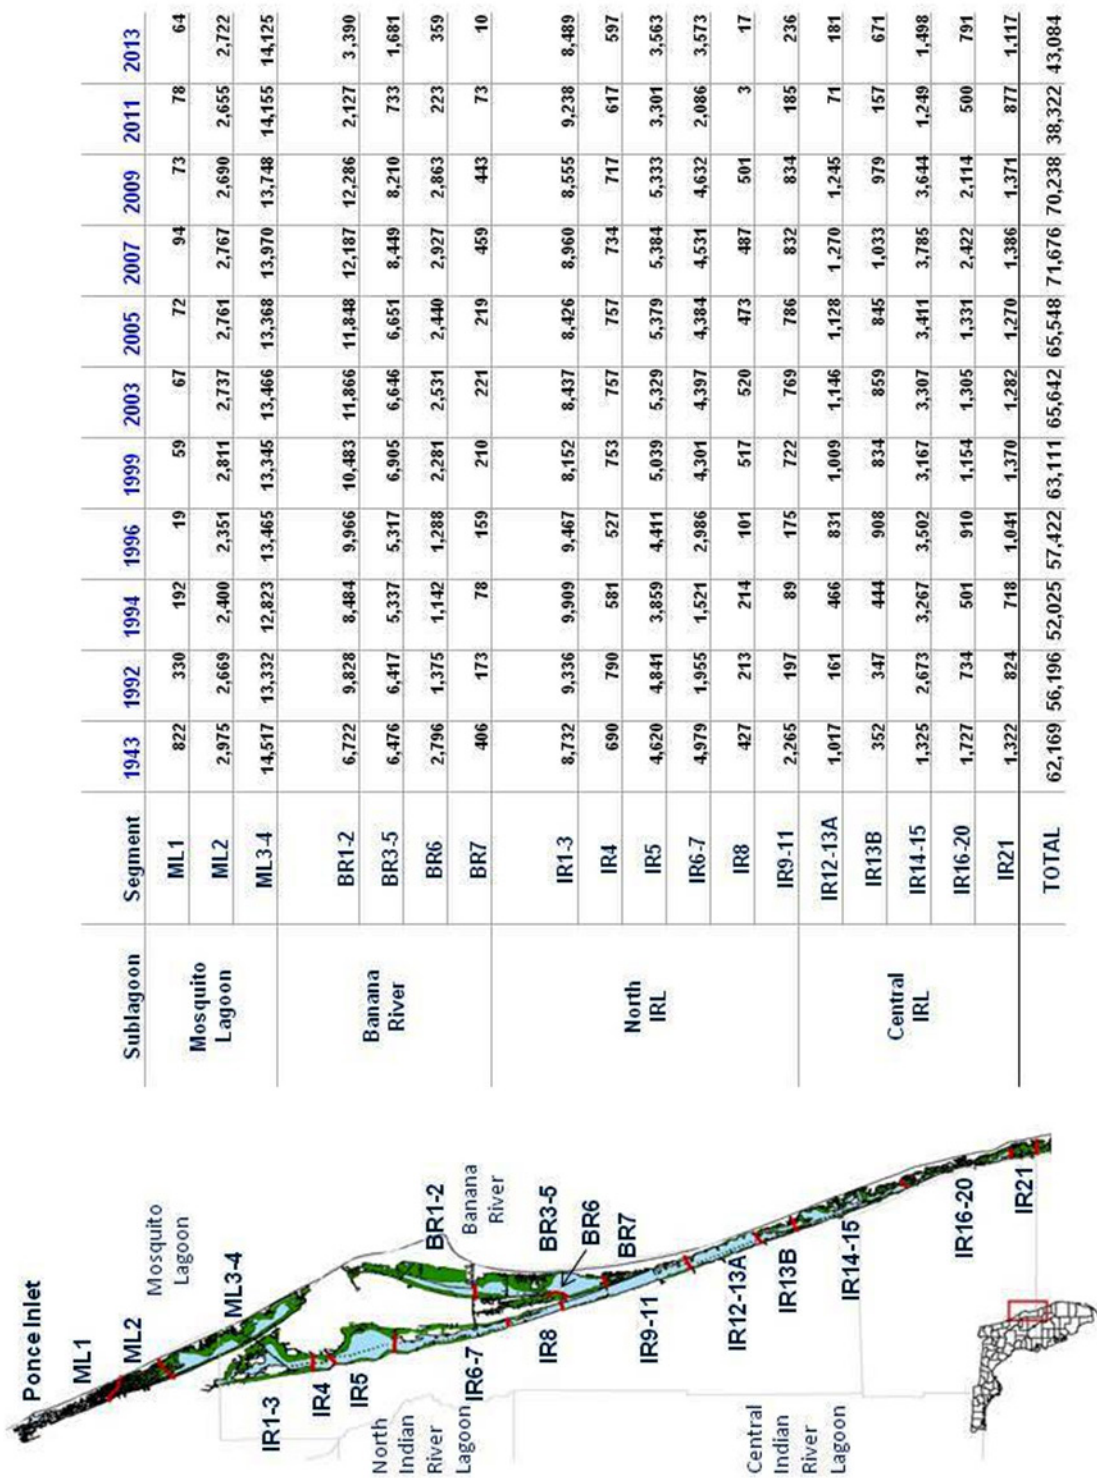 Ponce Inlet
ML1
ML2
Mosquito
Lagoon
ML3-4
IR1-3
IR4
IR5
BR1-2
Banana
River
North
Indian
River
Lagoon
IR6-7
BR3-5
IR8
BR6
BR7
IR9-11
IR12-13A
IR13B
IR14-15
Central
Indian
River
Lagoon
IR16-20
IR21
Sublagoon Segment 1943 1992 1994 1996 1999 2003 2005 2007 2009 2011 2013
Mosquito
Lagoon
ML1 822 330 192 19 59 67 72 94 73 78 64
ML2 2,975 2,669 2,400 2,351 2,811 2,737 2,761 2,767 2,690 2,655 2,722
ML3-4 14,517 13,332 12,823 13,465 13,345 13,466 13,368 13,970 13,748 14,155 14,125
Banana
River
BR1-2 6,722 9,828 8,484 9,966 10,483 11,866 11,848 12,187 12,286 2,127 3,390
BR3-5 6,476 6,417 5,337 5,317 6,905 6,646 6,651 8,449 8,210 733 1,681
BR6 2,796 1,375 1,142 1,288 2,281 2,531 2,440 2,927 2,863 223 359
BR7 406 173 78 159 210 221 219 459 443 73 10
North
IRL
IR1-3 8,732 9,336 9,909 9,467 8,152 8,437 8,426 8,960 8,555 9,238 8,489
IR4 690 790 581 527 753 757 757 734 717 617 597
IR5 4,620 4,841 3,859 4,411 5,039 5,329 5,379 5,384 5,333 3,301 3,563
IR6-7 4,979 1,955 1,521 2,986 4,301 4,397 4,384 4,531 4,632 2,086 3,573
IR8 427 213 214 101 517 520 473 487 501 3 17
IR9-11 2,265 197 89 175 722 769 786 832 834 185 236
Central
IRL
IR12-13A 1,017 161 466 831 1,009 1,146 1,128 1,270 1,245 71 181
IR13B 352 347 444 908 834 859 845 1,033 979 157 671
IR14-15 1,325 2,673 3,267 3,502 3,167 3,307 3,411 3,785 3,644 1,249 1,498
IR16-20 1,727 734 501 910 1,154 1,305 1,331 2,422 2,114 500 791
IR21 1,322 824 718 1,041 1,370 1,282 1,270 1,386 1,371 877 1,117
TOTAL 62,169 56,196 52,025 57,422 63,111 65,642 65,548 71,676 70,238 38,322 43,084